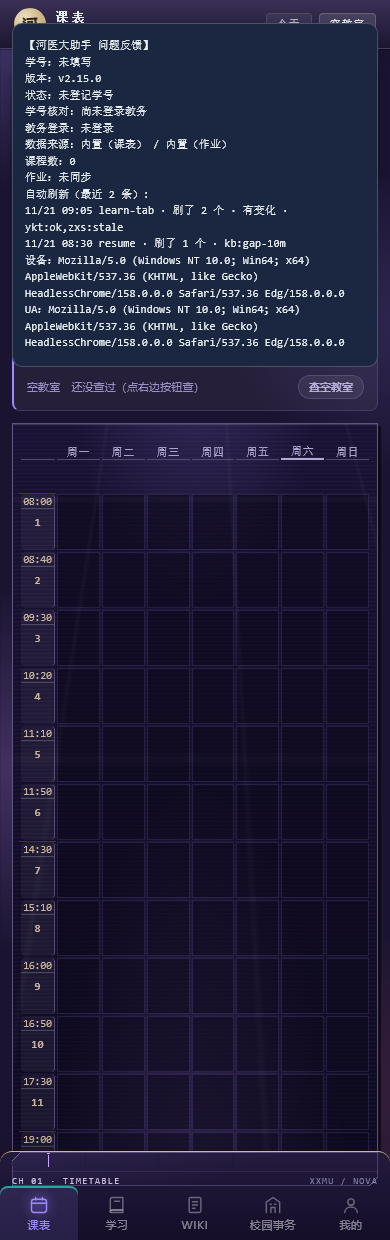 课表
【河医大助手 问题反馈】
学号: 未填写
版本: v2.15.0
状态: 未登记学号
学号核对: 尚未登录教务
教务登录: 未登录
数据来源: 内置（课表） / 内置（作业）
课程数: 0
作业: 未同步
自动刷新（最近 2 条）:
11/21 09:05 learn-tab · 刷了 2 个 · 有变化 ·
ykt:ok,zxs:stale
11/21 08:30 resume · 刷了 1 个 · kb:gap-10m
设备: Mozilla/5.0 (Windows NT 10.0; Win64; x64)
AppleWebKit/537.36 (KHTML, like Gecko)
HeadlessChrome/158.0.0.0 Safari/537.36 Edg/158.0.0.0
UA: Mozilla/5.0 (Windows NT 10.0; Win64; x64)
AppleWebKit/537.36 (KHTML, like Gecko)
HeadlessChrome/158.0.0.0 Safari/537.36 Edg/158.0.0.0
空教室 还没查过（点右边按钮查） 查空教室
周一 周二 周三 周四 周五 周六 周日
08:00
1
08:40
2
09:30
3
10:20
4
11:10
5
11:50
6
14:30
7
15:10
8
16:00
9
16:50
10
17:30
11
19:00
CH 01 · TIMETABLE XXMU / NOVA
课表 学习 WIKI 校园事务 我的